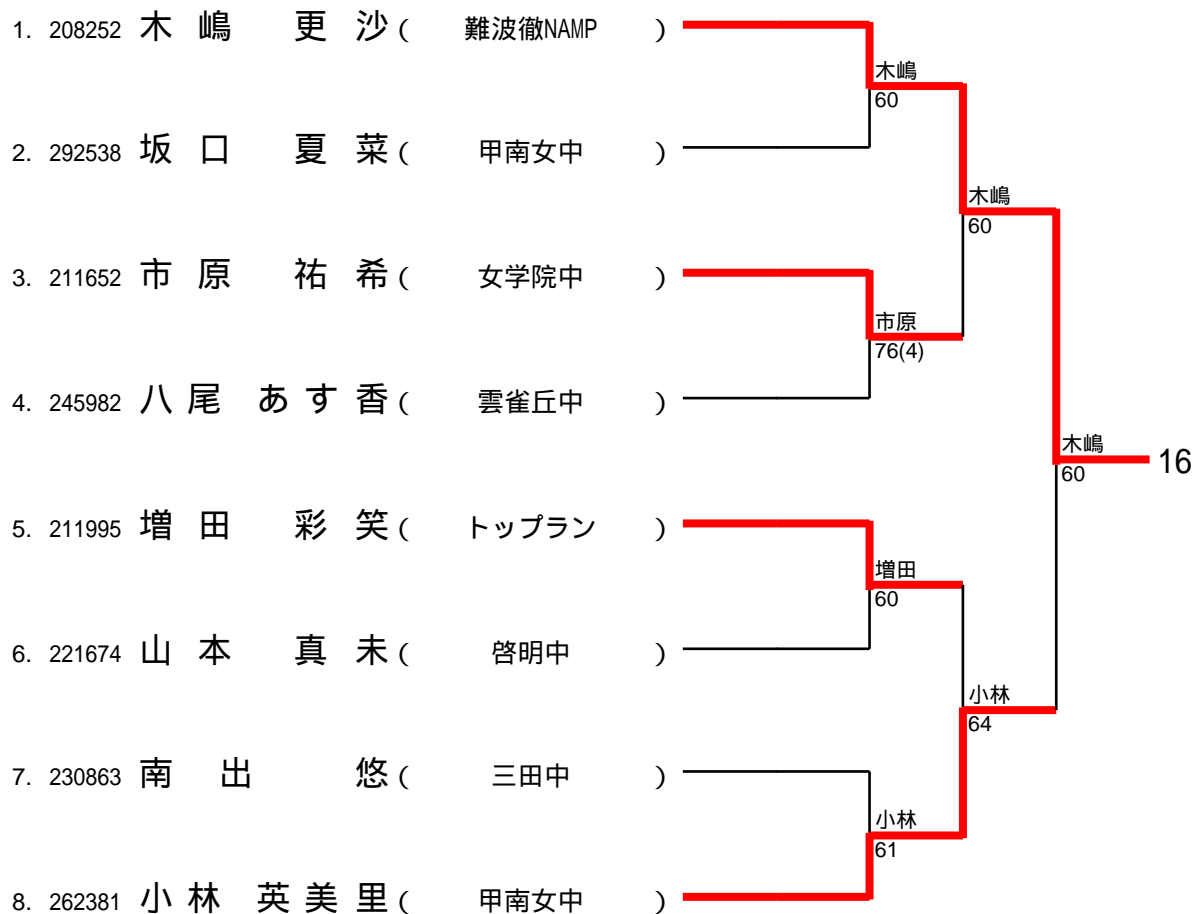 1. 208252 木嶋 更沙( 難波徹NAMP )
木嶋
60
2. 292538 坂口 夏菜( 甲南女中 )
木嶋
60
3. 211652 市原 祐希( 女学院中 )
市原
76(4)
4. 245982 八尾 あす香( 雲雀丘中 )
木嶋
60
16
5. 211995 増田 彩笑( トップラン )
増田
60
6. 221674 山本 真未( 啓明中 )
小林
64
7. 230863 南出 悠( 三田中 )
小林
61
8. 262381 小林 英美里( 甲南女中 )